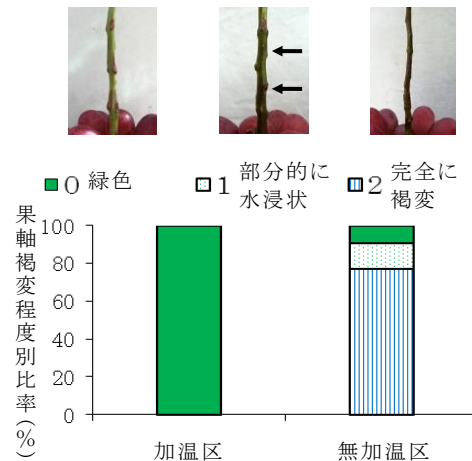 0 緑色
1 部分的に
水浸状
2 完全に
褐変
果軸褐変程度別比率(%)
100
80
60
40
20
0
加温区
無加温区